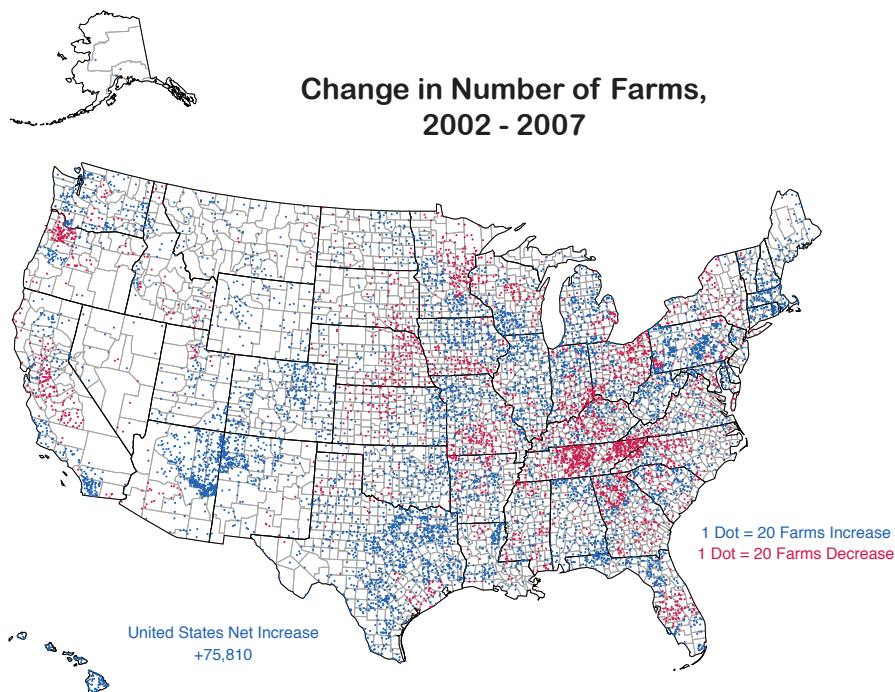 Change in Number of Farms,
2002 - 2007
1 Dot = 20 Farms Increase
1 Dot = 20 Farms Decrease
United States Net Increase
+75,810